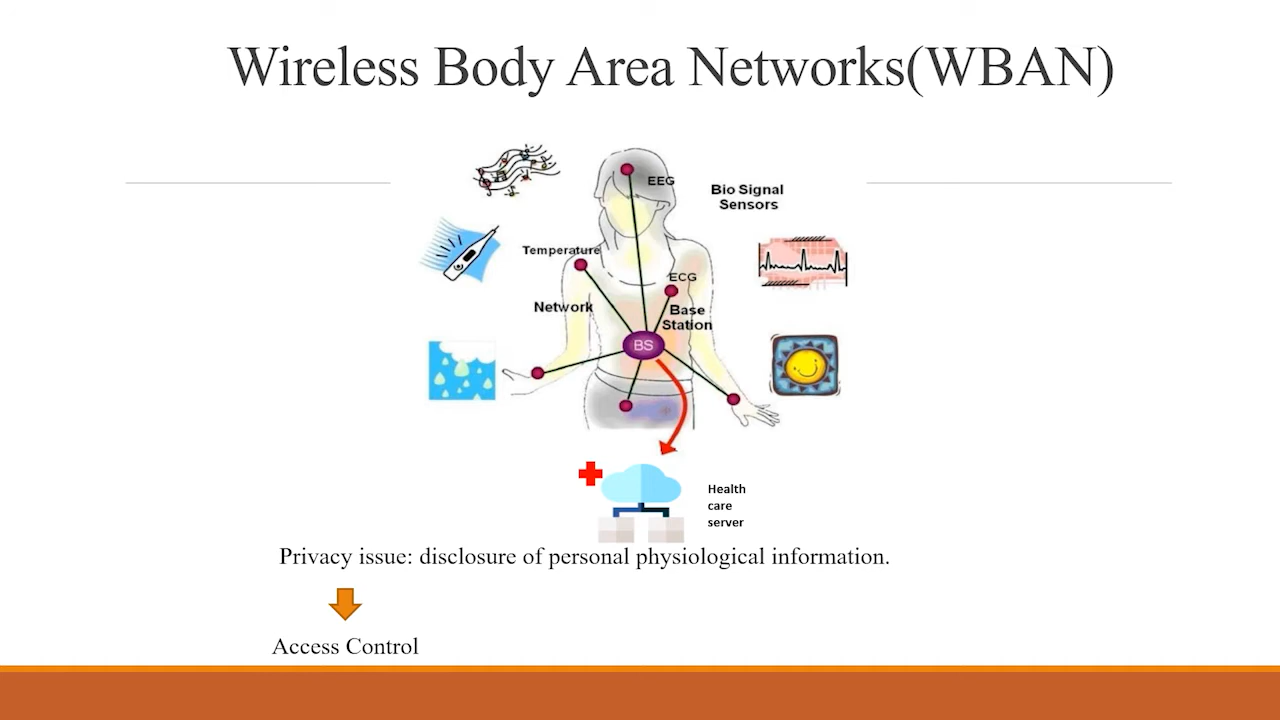 Wireless Body Area Networks(WBAN)
EEG
Bio Signal
Sensors
Temperature
ECG
Network
Base
Station
BS
Health
care
server
Privacy issue: disclosure of personal physiological information.
Access Control